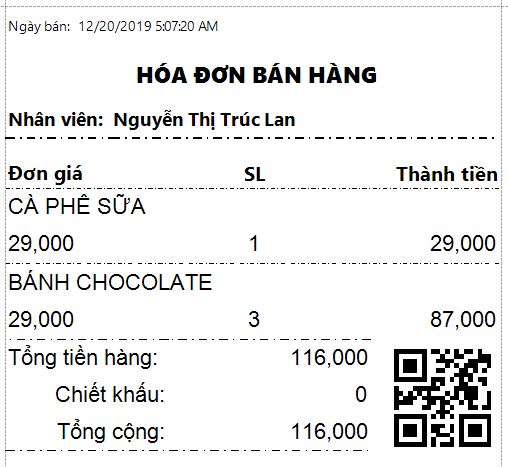 Ngày bán: 12/20/2019 5:07:20 AM
HÓA ĐƠN BÁN HÀNG
Nhân viên: Nguyễn Thị Trúc Lan
Đơn giá SL Thành tiền
CÀ PHÊ SỮA
29,000 1 29,000
BÁNH CHOCOLATE
29,000 3 87,000
Tổng tiền hàng: 116,000
Chiết khấu: 0
Tổng cộng: 116,000